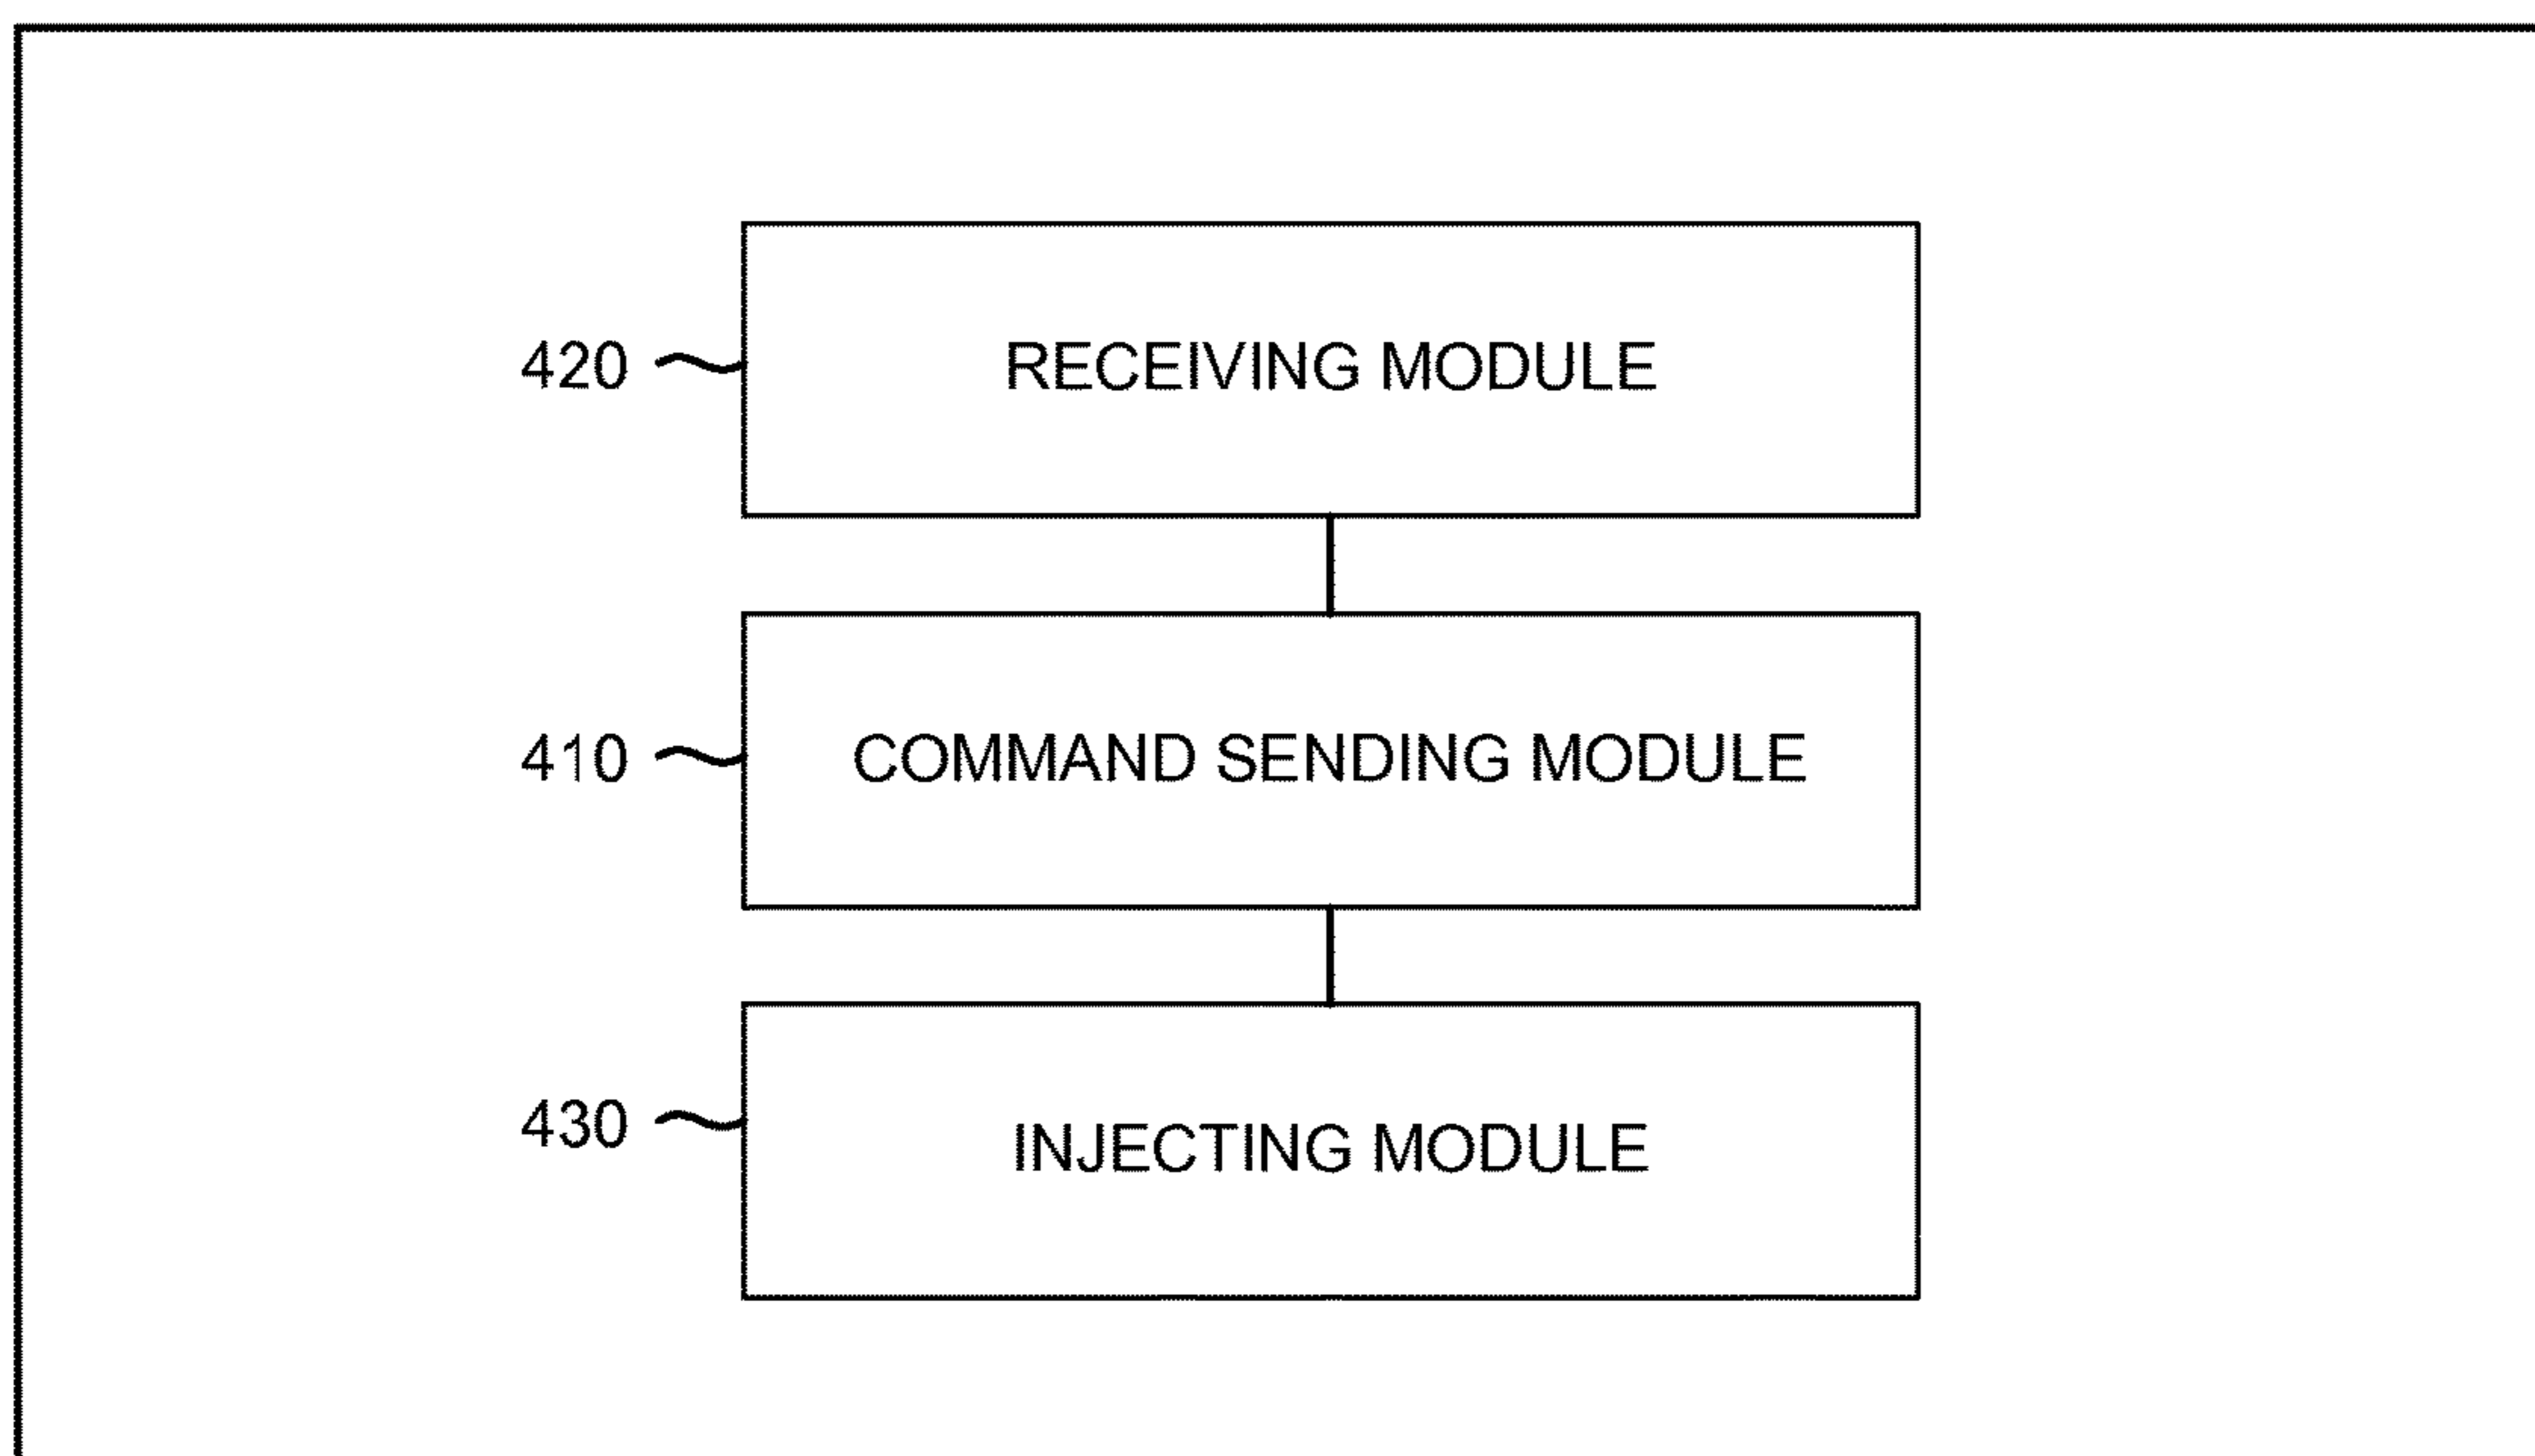 420 RECEIVING MODULE
410 COMMAND SENDING MODULE
430 INJECTING MODULE